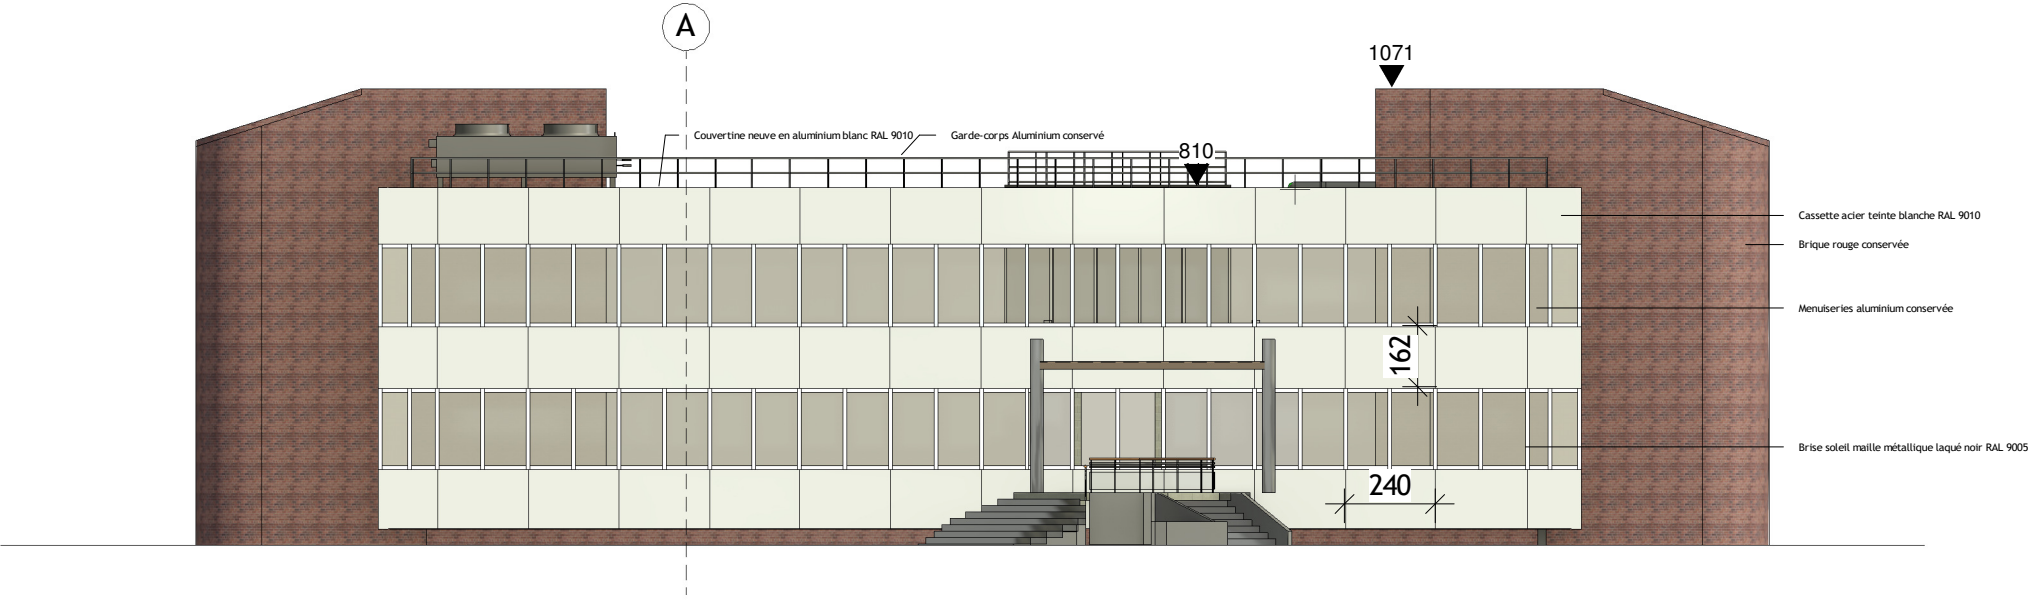 A
1071
Couvertine neuve en aluminium blanc RAL 9010
Garde-corps Aluminium conservé
810
Cassette acier teinte blanche RAL 9010
Brique rouge conservée
Menuiseries aluminium conservée
162
Brise soleil maille métallique laqué noir RAL 9005
240